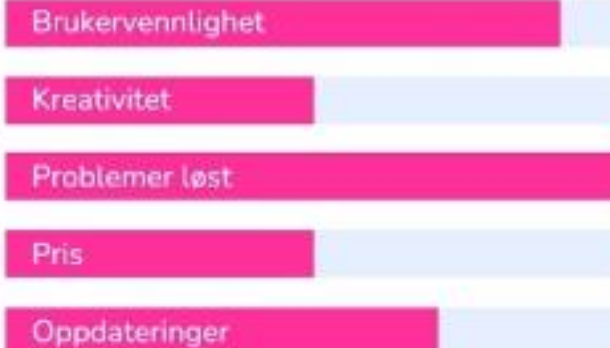 Brukervennlighet
Kreativitet
Problemer løst
Pris
Oppdateringer